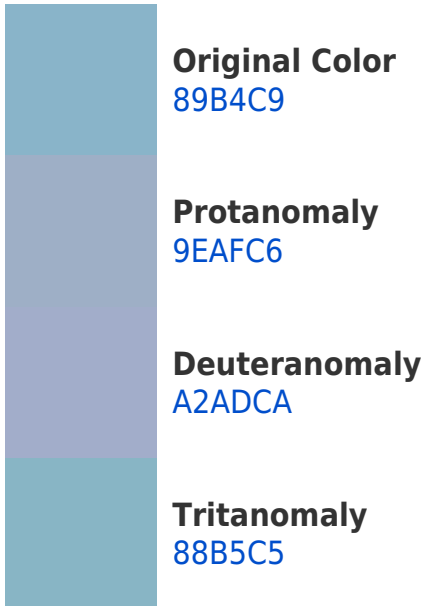 Original Color
89B4C9
Protanomaly
9EAFC6
Deuteranomaly
A2ADCA
Tritanomaly
88B5C5